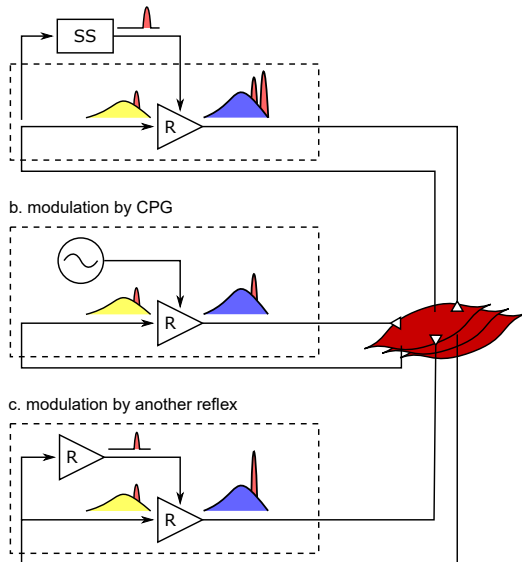 SS
R
b. modulation by CPG
R
c. modulation by another reflex
R
R